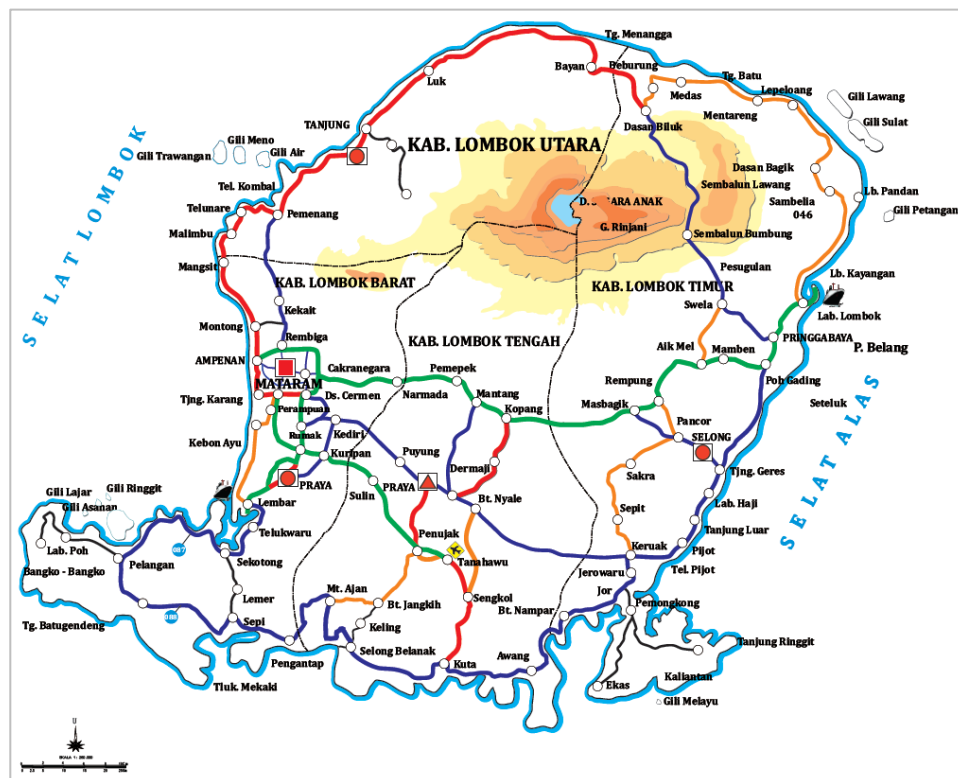 Tg. Menangga
Bayan
Beburung
Tg. Batu
Luk
Medas
Lepeloang
Gili Lawang
Mentareng
Gili Sulat
TANJUNG
Dasan Biluk
Gili Meno
KAB. LOMBOK UTARA
Gili Trawangan
Gili Air
Dasan Bagik
Tel. Kombal
Sembalun Lawang
Lb. Pandan
Sambelia
046
Telunare
Pemenang
Gili Petangan
G. Rinjani
Malimbu
Sembalun Bumbung
SELAT LOMBOK
Mangsit
Pesugulan
KAB. LOMBOK BARAT
KAB. LOMBOK TIMUR
Lb. Kayangan
Kekait
Swela
Lab. Lombok
Montong
Rembiga
KAB. LOMBOK TENGAH
PRINGGABAYA
Aik Mel
Mamben
P. Belang
AMPENAN
Cakranegara
Pemepek
Pob Gading
MATARAM
Narmada
Rempung
Tjng. Karang
Ds. Cermen
Mantang
Masbagik
Seteluk
Perampuan
Kopang
Pancor
Rumak
Kediri
SELONG
Kebon Ayu
Kuripan
Puyung
Dermaji
Sakra
Tjng. Geres
SELAT ALAS
PRAYA
Sulin
PRAYA
Bt. Nyale
Gili Ringgit
Gili Lajar
Gili Asanan
Lembar
Lab. Haji
Telukwaru
Sepit
Tanjung Luar
Penujak
Keruak
Lab. Poh
Sekotong
Pijot
Bangko - Bangko
Pelangan
Tanahawu
Jerowaru
Tel. Pijot
Mt. Ajan
Jor
Lemer
Bt. Jangkih
Sengkol
Bt. Nampar
Pemongkong
Tg. Batugendeng
Sepi
Keling
Tanjung Ringgit
Selong Belanak
Pengantap
Kuta
Awang
Kaliantan
Tluk. Mekaki
Ekas
Gili Melayu
U